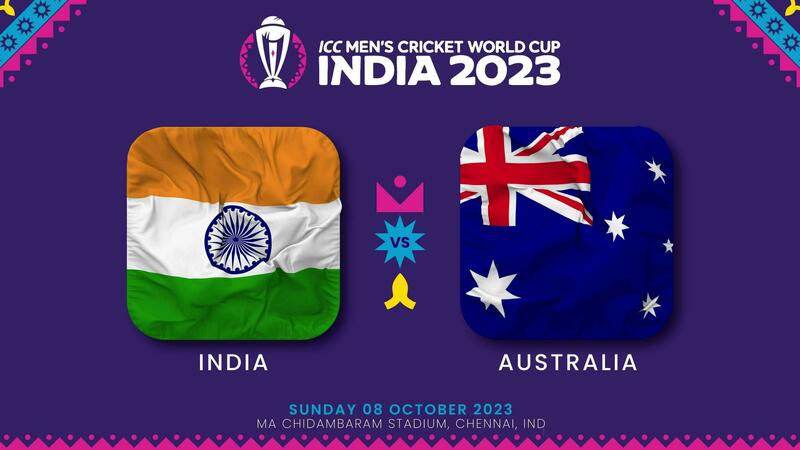 ICC MEN'S CRICKET WORLD CUP
INDIA 2023
VS
INDIA
AUSTRALIA
SUNDAY 08 OCTOBER 2023
MA CHIDAMBARAM STADIUM, CHENNAI, IND